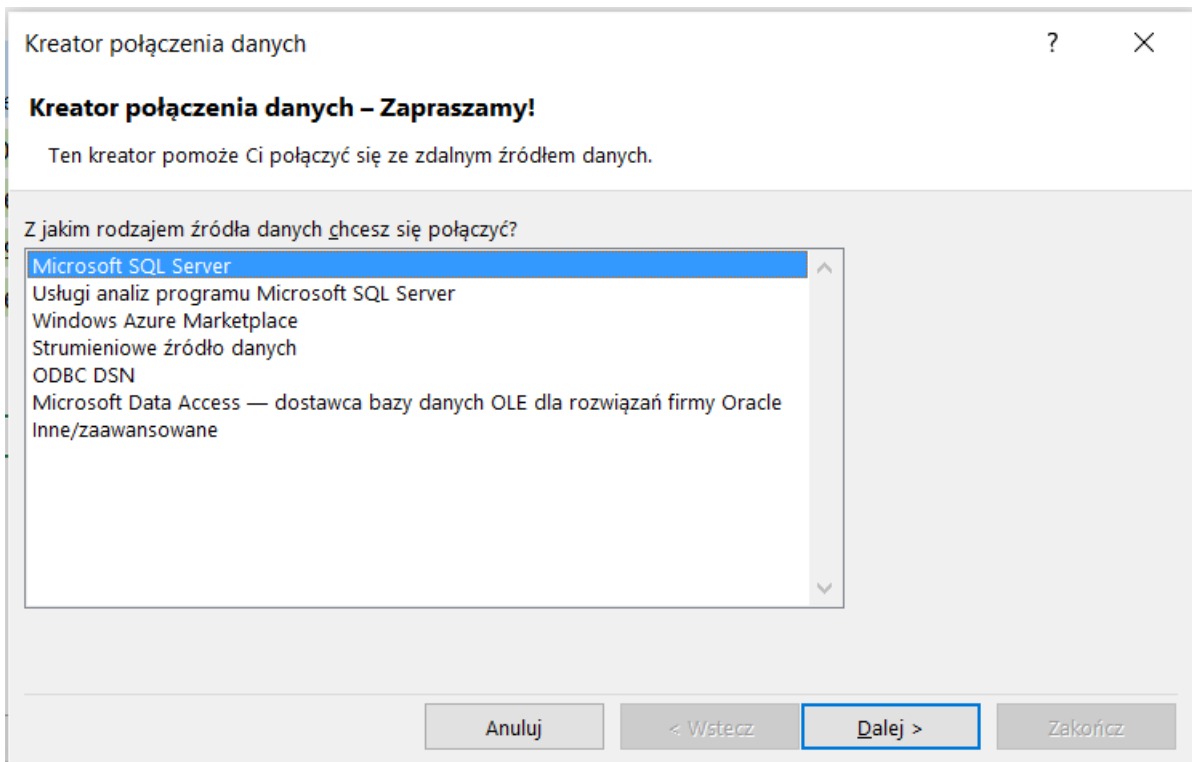 Kreator połączenia danych
?
Kreator połączenia danych – Zapraszamy!
Ten kreator pomoże Ci połączyć się ze zdalnym źródłem danych.
Z jakim rodzajem źródła danych chcesz się połączyć?
Microsoft SQL Server
Usługi analiz programu Microsoft SQL Server
Windows Azure Marketplace
Strumieniowe źródło danych
ODBC DSN
Microsoft Data Access — dostawca bazy danych OLE dla rozwiązań firmy Oracle
Inne/zaawansowane
Anuluj
< Wstecz
Dalej >
Zakończ